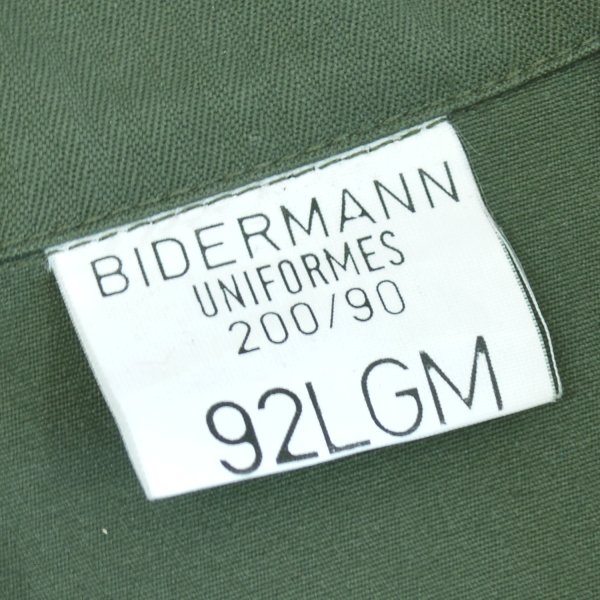 BIDERMANN
UNIFORMES
200/90
92LGM